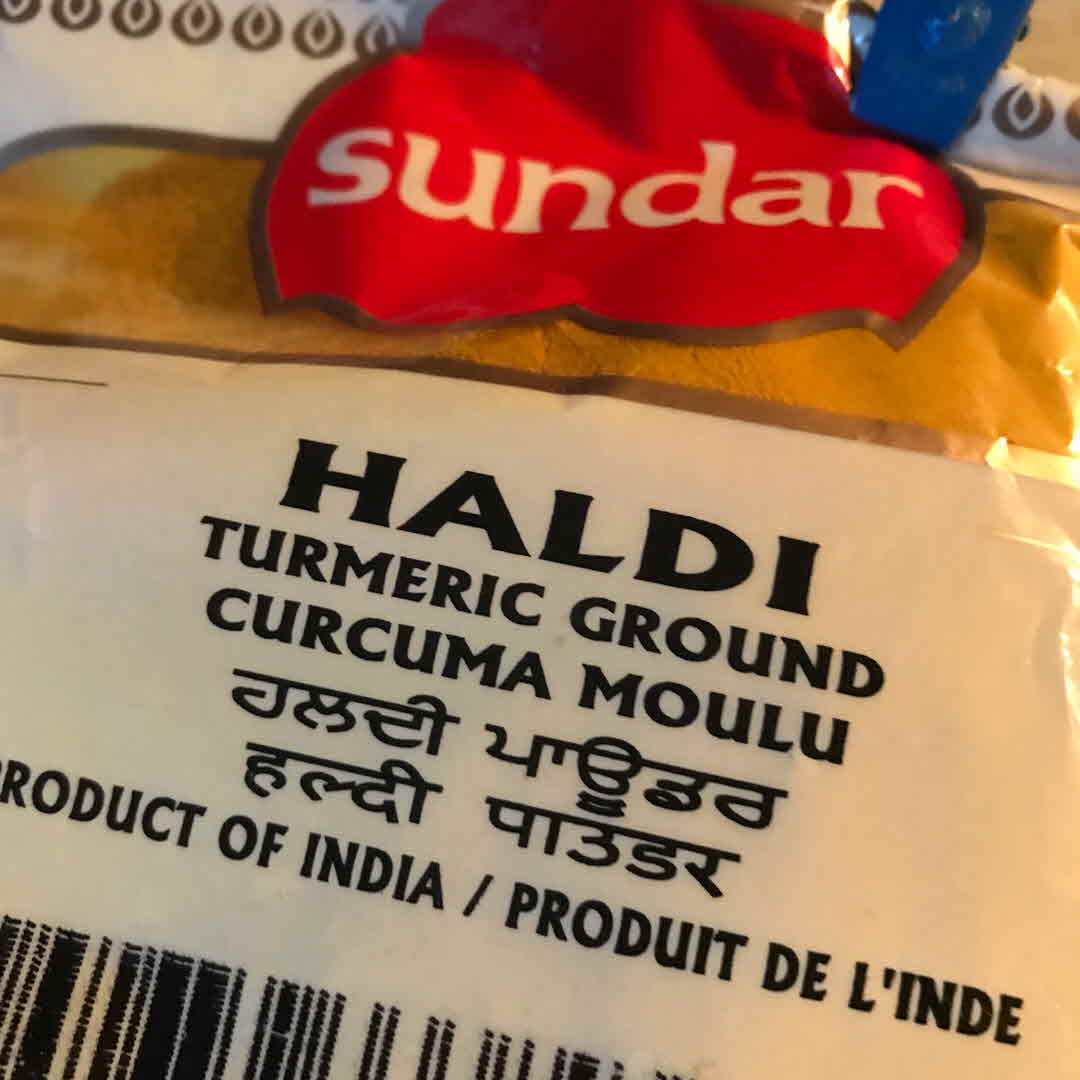 sundar
HALDI
TURMERIC GROUND
CURCUMA MOULU
ਹਲਦੀ ਪਾਊਡਰ
हल्दी पाउडर
PRODUCT OF INDIA / PRODUIT DE L'INDE